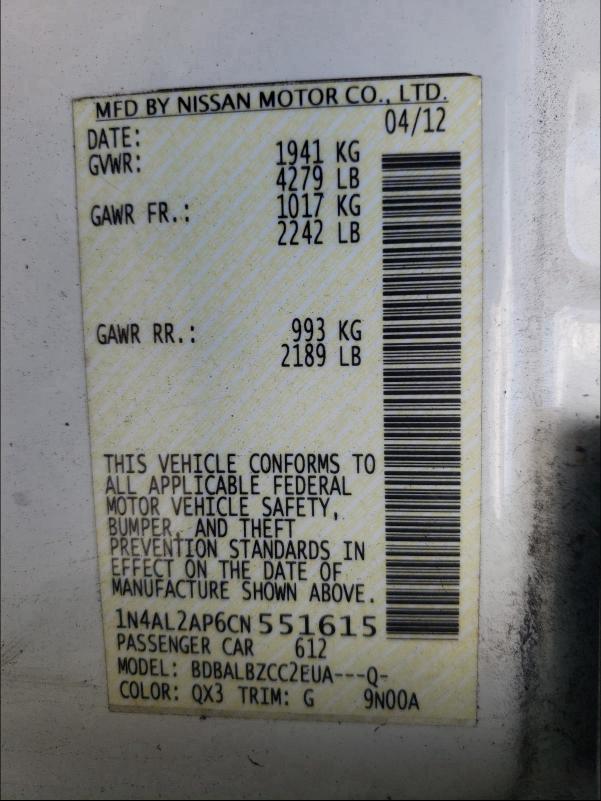 MFD BY NISSAN MOTOR CO., LTD.
DATE: 04/12
GVWR: 1941 KG
4279 LB
GAWR FR.: 1017 KG
2242 LB
GAWR RR.: 993 KG
2189 LB
THIS VEHICLE CONFORMS TO
ALL APPLICABLE FEDERAL
MOTOR VEHICLE SAFETY,
BUMPER, AND THEFT
PREVENTION STANDARDS IN
EFFECT ON THE DATE OF
MANUFACTURE SHOWN ABOVE.
1N4AL2AP6CN551615
PASSENGER CAR 612
MODEL: BDBALBZCC2EUA---Q-
COLOR: QX3 TRIM: G 9N00A